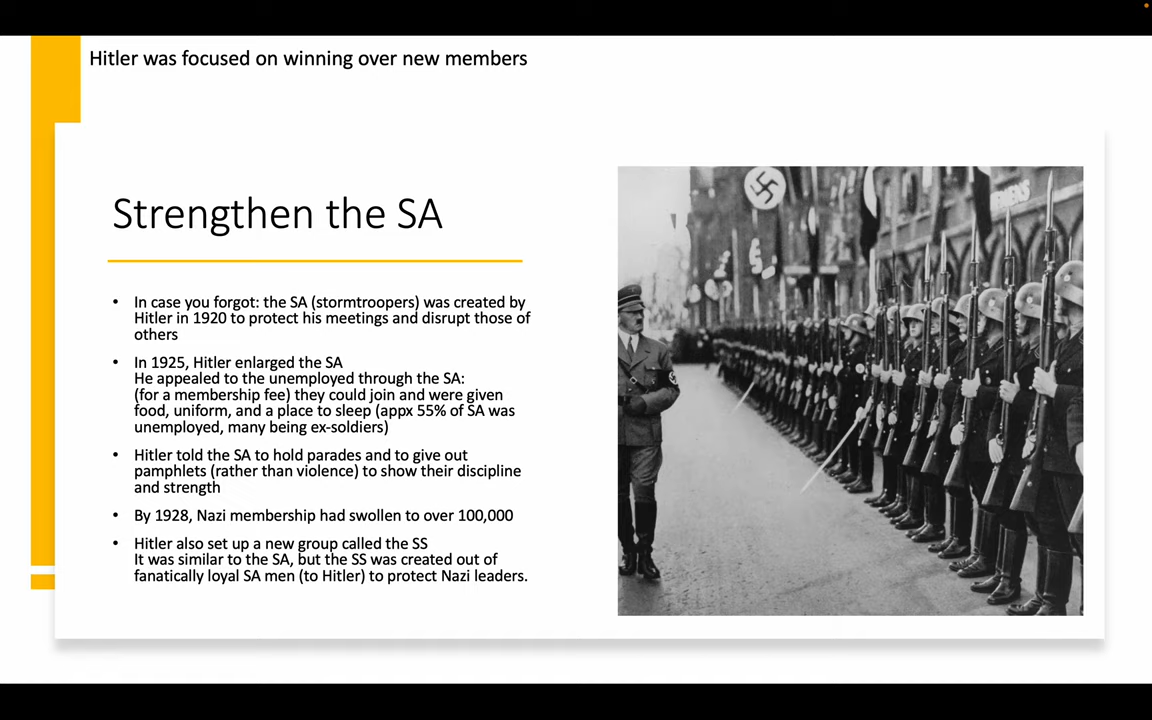 Hitler was focused on winning over new members
Strengthen the SA
• In case you forgot: the SA (stormtroopers) was created by
Hitler in 1920 to protect his meetings and disrupt those of
others
• In 1925, Hitler enlarged the SA
He appealed to the unemployed through the SA:
(for a membership fee) they could join and were given
food, uniform, and a place to sleep (appx 55% of SA was
unemployed, many being ex-soldiers)
• Hitler told the SA to hold parades and to give out
pamphlets (rather than violence) to show their discipline
and strength
• By 1928, Nazi membership had swollen to over 100,000
• Hitler also set up a new group called the SS
It was similar to the SA, but the SS was created out of
fanatically loyal SA men (to Hitler) to protect Nazi leaders.